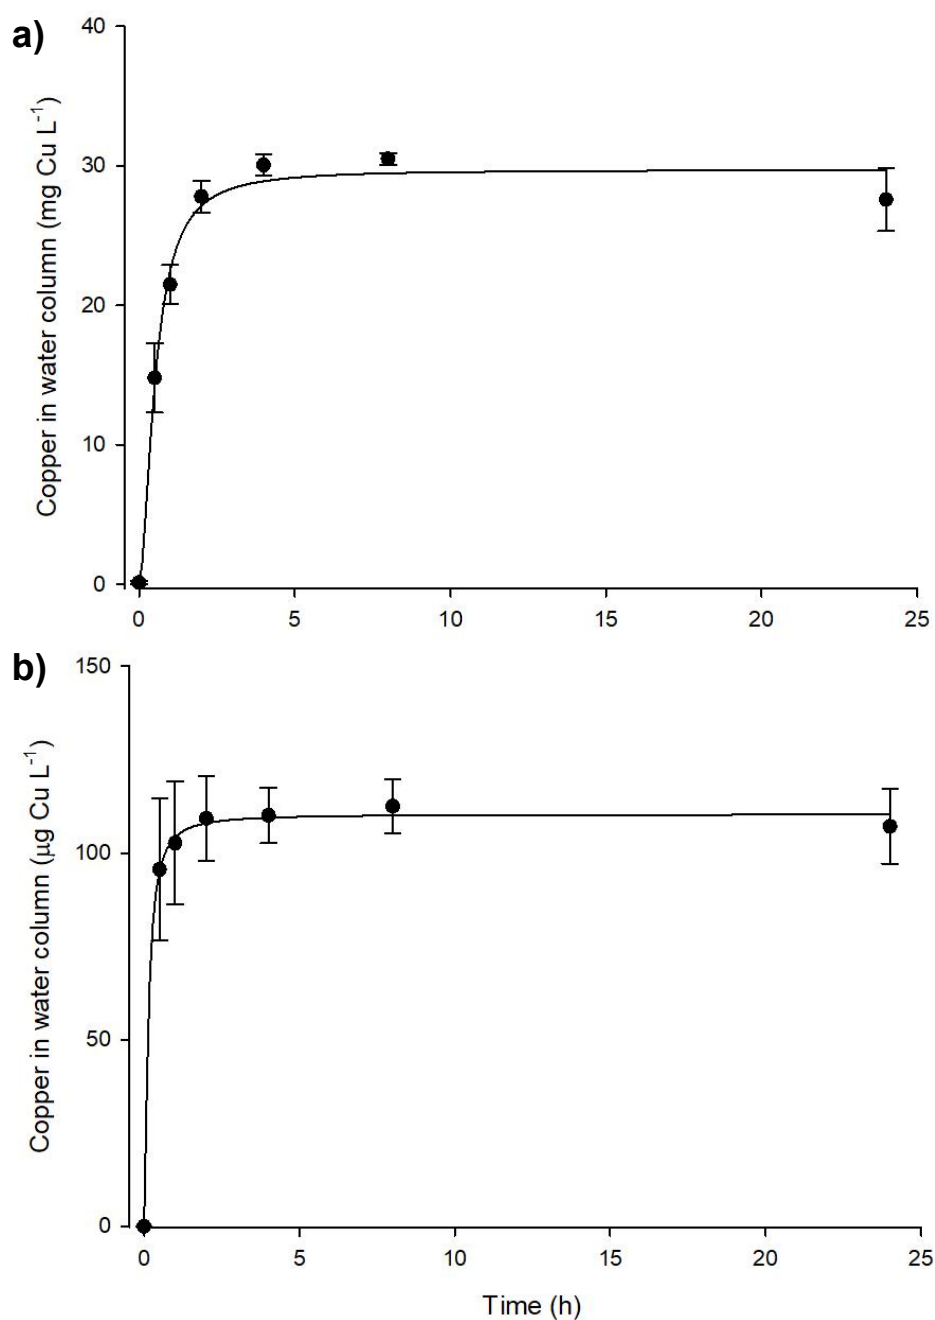 a)
Copper in water column (mg Cu L⁻¹)
40
30
20
10
0
0 5 10 15 20 25
b)
Copper in water column (µg Cu L⁻¹)
150
100
50
0
0 5 10 15 20 25
Time (h)